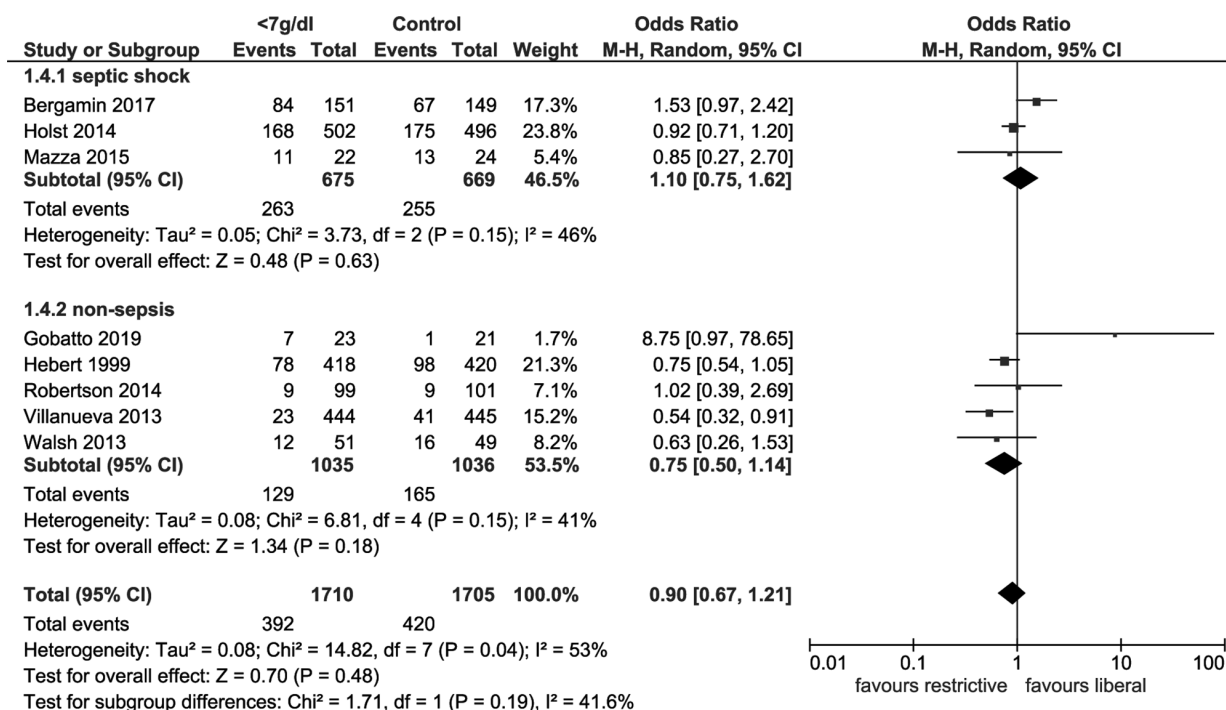 <7g/dl Control Odds Ratio Odds Ratio
Study or Subgroup Events Total Events Total Weight M-H, Random, 95% CI M-H, Random, 95% CI
1.4.1 septic shock
Bergamin 2017 84 151 67 149 17.3% 1.53 [0.97, 2.42]
Holst 2014 168 502 175 496 23.8% 0.92 [0.71, 1.20]
Mazza 2015 11 22 13 24 5.4% 0.85 [0.27, 2.70]
Subtotal (95% CI) 675 669 46.5% 1.10 [0.75, 1.62]
Total events 263 255
Heterogeneity: Tau² = 0.05; Chi² = 3.73, df = 2 (P = 0.15); I² = 46%
Test for overall effect: Z = 0.48 (P = 0.63)
1.4.2 non-sepsis
Gobatto 2019 7 23 1 21 1.7% 8.75 [0.97, 78.65]
Hebert 1999 78 418 98 420 21.3% 0.75 [0.54, 1.05]
Robertson 2014 9 99 9 101 7.1% 1.02 [0.39, 2.69]
Villanueva 2013 23 444 41 445 15.2% 0.54 [0.32, 0.91]
Walsh 2013 12 51 16 49 8.2% 0.63 [0.26, 1.53]
Subtotal (95% CI) 1035 1036 53.5% 0.75 [0.50, 1.14]
Total events 129 165
Heterogeneity: Tau² = 0.08; Chi² = 6.81, df = 4 (P = 0.15); I² = 41%
Test for overall effect: Z = 1.34 (P = 0.18)
Total (95% CI) 1710 1705 100.0% 0.90 [0.67, 1.21]
Total events 392 420
Heterogeneity: Tau² = 0.08; Chi² = 14.82, df = 7 (P = 0.04); I² = 53%
Test for overall effect: Z = 0.70 (P = 0.48)
Test for subgroup differences: Chi² = 1.71, df = 1 (P = 0.19), I² = 41.6%
0.01 0.1 1 10 100
favours restrictive favours liberal